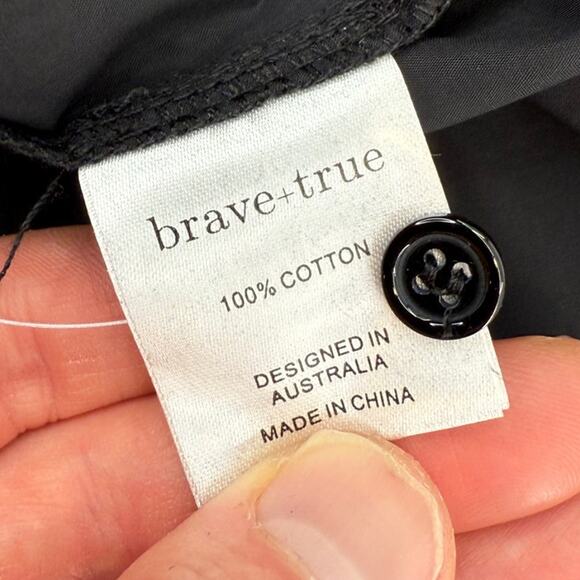 brave+true
100% COTTON
DESIGNED IN
AUSTRALIA
MADE IN CHINA